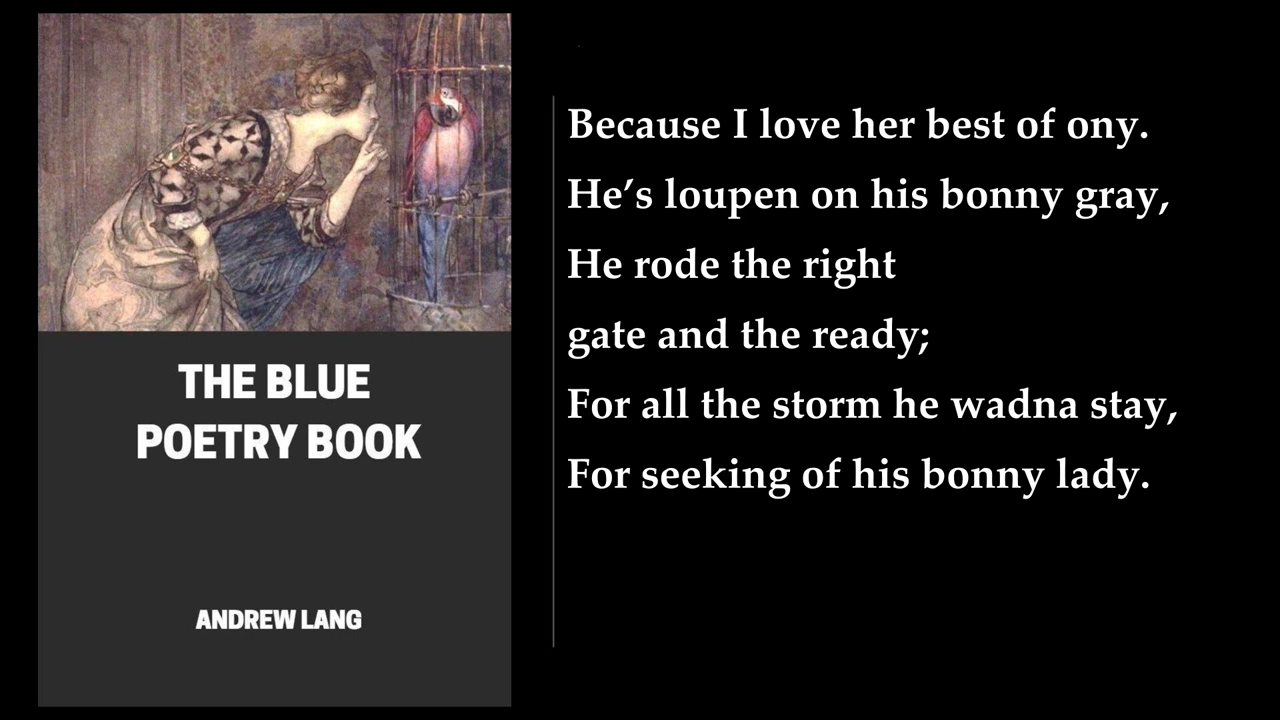 THE BLUE
POETRY BOOK
ANDREW LANG
Because I love her best of ony.
He’s loupen on his bonny gray,
He rode the right
gate and the ready;
For all the storm he wadna stay,
For seeking of his bonny lady.